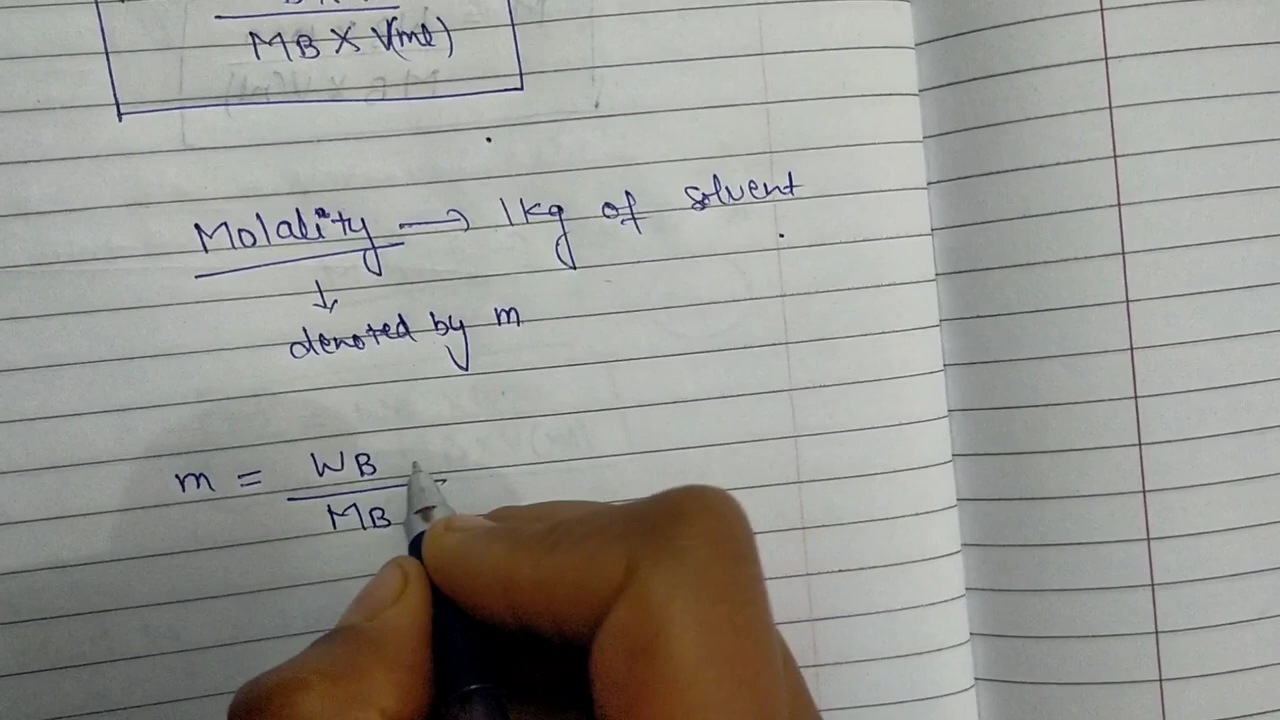 MB X V(ml)
Molality → 1kg of solvent
↓
denoted by m
m = WB
MB